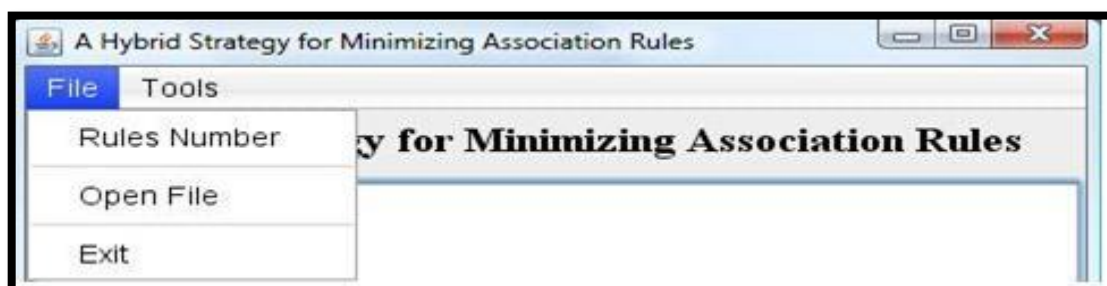 A Hybrid Strategy for Minimizing Association Rules
File Tools
Rules Number
y for Minimizing Association Rules
Open File
Exit